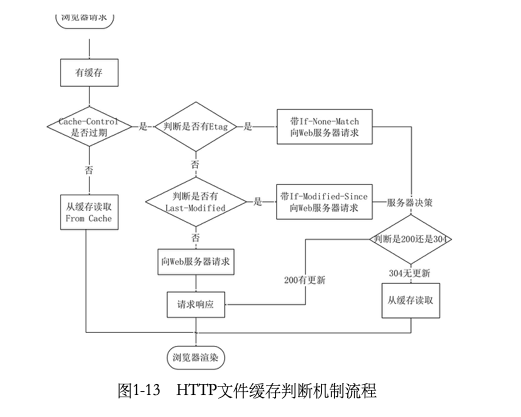 浏览器请求
有缓存
Cache-Control
是否过期
是
判断是否有Etag
是
带If-None-Match
向Web服务器请求
否
否
从缓存读取
From Cache
判断是否有
Last-Modified
是
带If-Modified-Since
向Web服务器请求
服务器决策
判断是200还是304
否
向Web服务器请求
200有更新
304无更新
请求响应
从缓存读取
浏览器渲染
图1-13 HTTP文件缓存判断机制流程